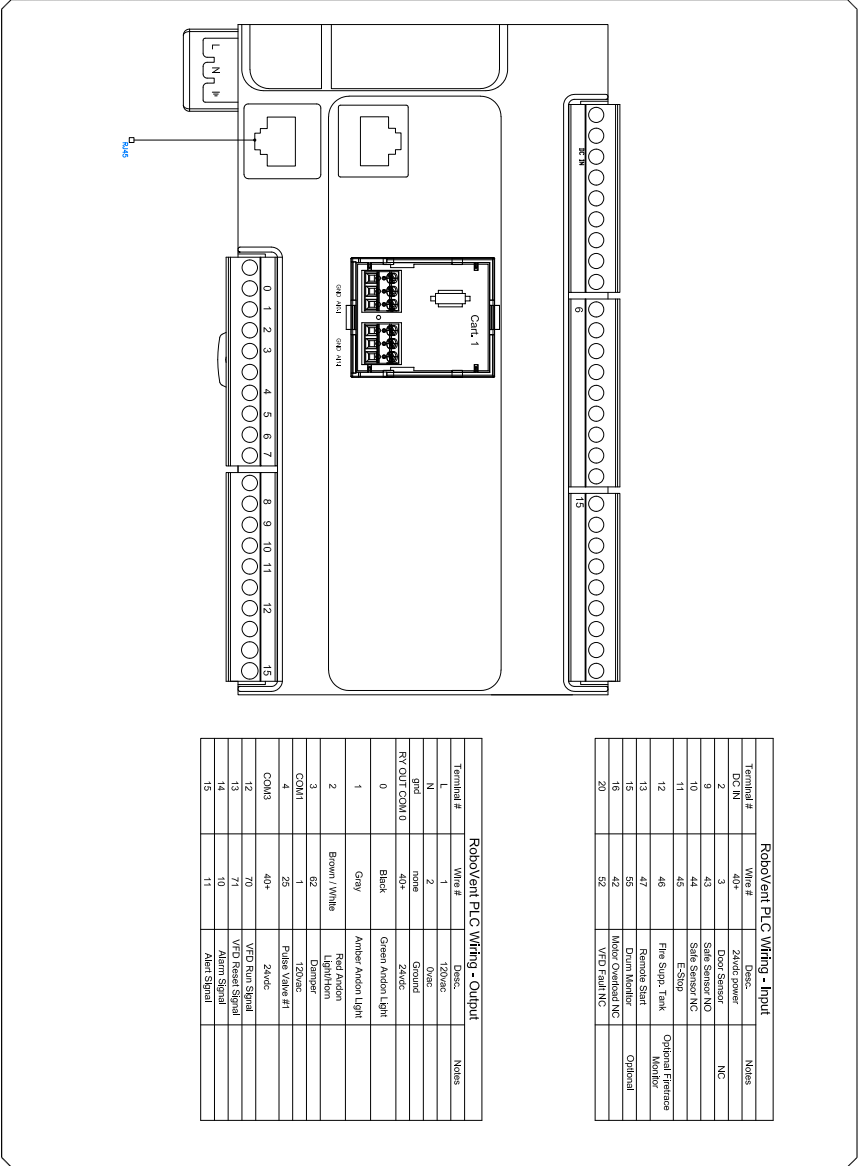 L
N
RJ45
DC IN
6
15
Cart. 1
GND
GND
0
1
2
3
4
5
6
7
8
9
10
11
12
15
RoboVent PLC Wiring - Input
Terminal # Wire # Desc. Notes
DC IN 40+ 24vdc power
2 3 Door Sensor NC
9 43 Safe Sensor NO
10 44 Safe Sensor NC
11 45 E-Stop
12 46 Fire Supp. Tank Optional Firetrace Monitor
13 47 Remote Start
15 55 Drum Monitor Optional
16 42 Motor Overload NC
20 52 VFD Fault NC
RoboVent PLC Wiring - Output
Terminal # Wire # Desc. Notes
L 1 120vac
N 2 0vac
gnd none Ground
RY OUT COM 0 40+ 24vdc
0 Black Green Andon Light
1 Gray Amber Andon Light
2 Brown / White Red Andon Light/Horn
3 62 Damper
COM1 1 120vac
4 25 Pulse Valve #1
COM3 40+ 24vdc
12 70 VFD Run Signal
13 71 VFD Reset Signal
14 10 Alarm Signal
15 11 Alert Signal